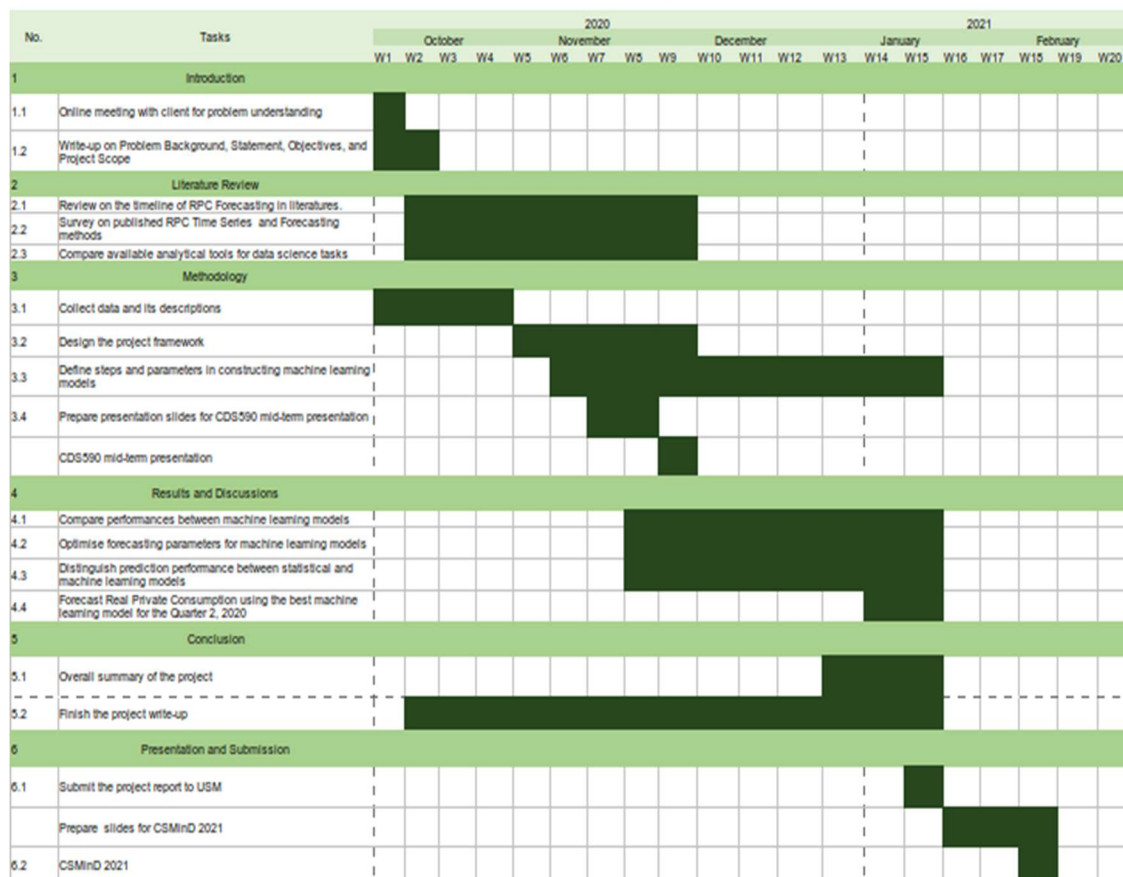 2020 2021
No. Tasks October November December January February
W1 W2 W3 W4 W5 W6 W7 W8 W9 W10 W11 W12 W13 W14 W15 W16 W17 W18 W19 W20
1 Introduction
1.1 Online meeting with client for problem understanding
1.2 Write-up on Problem Background, Statement, Objectives, and
Project Scope
2 Literature Review
2.1 Review on the timeline of RPC Forecasting in literatures.
2.2 Survey on published RPC Time Series and Forecasting
methods
2.3 Compare available analytical tools for data science tasks
3 Methodology
3.1 Collect data and its descriptions
3.2 Design the project framework
3.3 Define steps and parameters in constructing machine learning
models
3.4 Prepare presentation slides for CDS590 mid-term presentation
CDS590 mid-term presentation
4 Results and Discussions
4.1 Compare performances between machine learning models
4.2 Optimise forecasting parameters for machine learning models
4.3 Distinguish prediction performance between statistical and
machine learning models
4.4 Forecast Real Private Consumption using the best machine
learning model for the Quarter 2, 2020
5 Conclusion
5.1 Overall summary of the project
5.2 Finish the project write-up
6 Presentation and Submission
6.1 Submit the project report to USM
Prepare slides for CSMinD 2021
6.2 CSMinD 2021